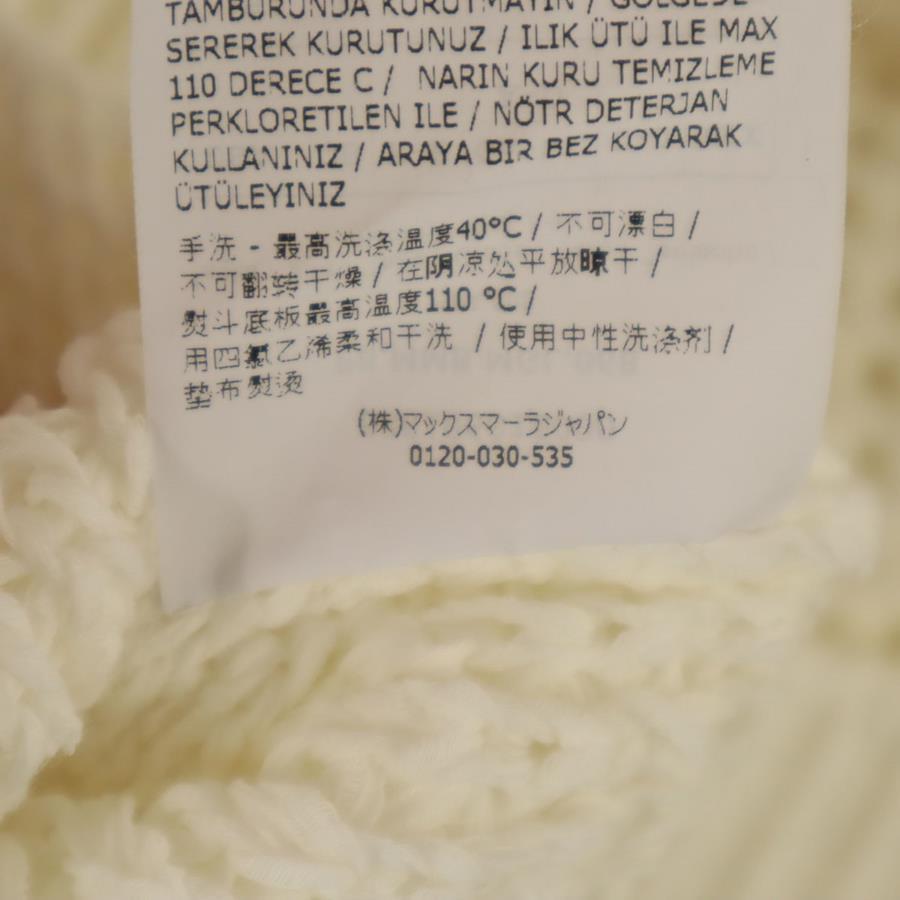 TAMBURUNDA KURUTMAYIN / GÖLGEDE
SEREREK KURUTUNUZ / ILIK ÜTÜ ILE MAX
110 DERECE C / NARIN KURU TEMIZLEME
PERKLORETILEN ILE / NÖTR DETERJAN
KULLANINIZ / ARAYA BIR BEZ KOYARAK
ÜTÜLEYINIZ
手洗 - 最高洗涤温度40°C / 不可漂白 /
不可翻转干燥 / 在阴凉处平放晾干 /
熨斗底板最高温度110 °C /
用四氯乙烯柔和干洗 / 使用中性洗涤剂 /
垫布熨烫
(株)マックスマーラジャパン
0120-030-535